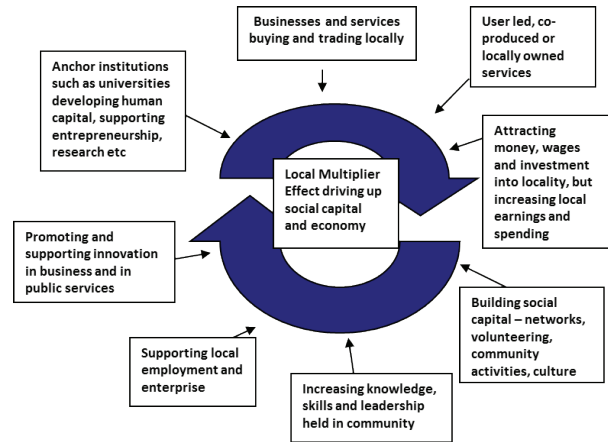 Businesses and services
buying and trading locally
User led, co-
produced or
locally owned
services
Anchor institutions
such as universities
developing human
capital, supporting
entrepreneurship,
research etc
Attracting
money, wages
and investment
into locality, but
increasing local
earnings and
spending
Local Multiplier
Effect driving up
social capital
and economy
Promoting and
supporting innovation
in business and in
public services
Building social
capital – networks,
volunteering,
community
activities, culture
Supporting local
employment and
enterprise
Increasing knowledge,
skills and leadership
held in community